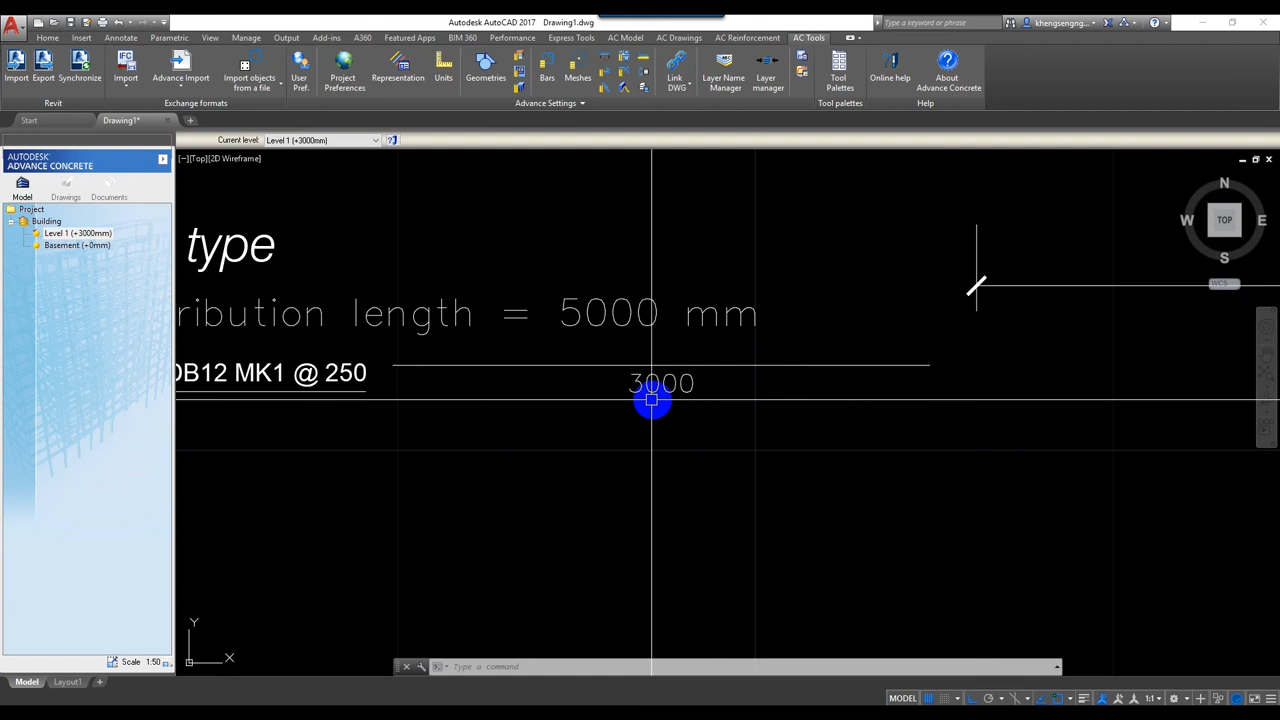 Autodesk AutoCAD 2017 Drawing1.dwg
Type a keyword or phrase
khengsengng...
Home Insert Annotate Parametric View Manage Output Add-ins A360 Featured Apps BIM 360 Performance Express Tools AC Model AC Drawings AC Reinforcement AC Tools
Import Export Synchronize
Import
Advance Import
Import objects from a file
User Pref.
Project Preferences
Representation
Units
Geometries
Bars
Meshes
Link DWG
Layer Name Manager
Layer manager
Tool Palettes
Online help
About Advance Concrete
Revit
Exchange formats
Advance Settings
Tool palettes
Help
Start
Drawing1*
Current level: Level 1 (+3000mm)
AUTODESK
ADVANCE CONCRETE
[−][Top][2D Wireframe]
Model Drawings Documents
Project
Building
Level 1 (+3000mm)
Basement (+0mm)
N
W TOP E
S
WCS
type
ribution length = 5000 mm
DB12 MK1 @ 250
3000
Y
X
Scale 1:50
Type a command
Model Layout1 +
MODEL
1:1